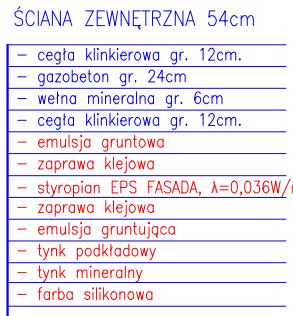 ŚCIANA ZEWNĘTRZNA 54cm
– cegła klinkierowa gr. 12cm.
– gazobeton gr. 24cm
– wełna mineralna gr. 6cm
– cegła klinkierowa gr. 12cm.
– emulsja gruntowa
– zaprawa klejowa
– styropian EPS FASADA, λ=0,036W/
– zaprawa klejowa
– emulsja gruntująca
– tynk podkładowy
– tynk mineralny
– farba silikonowa